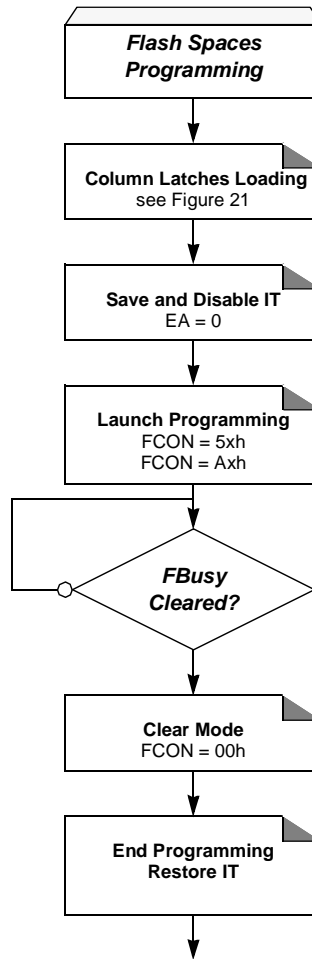 Flash Spaces
Programming
Column Latches Loading
see Figure 21
Save and Disable IT
EA = 0
Launch Programming
FCON = 5xh
FCON = Axh
FBusy
Cleared?
Clear Mode
FCON = 00h
End Programming
Restore IT